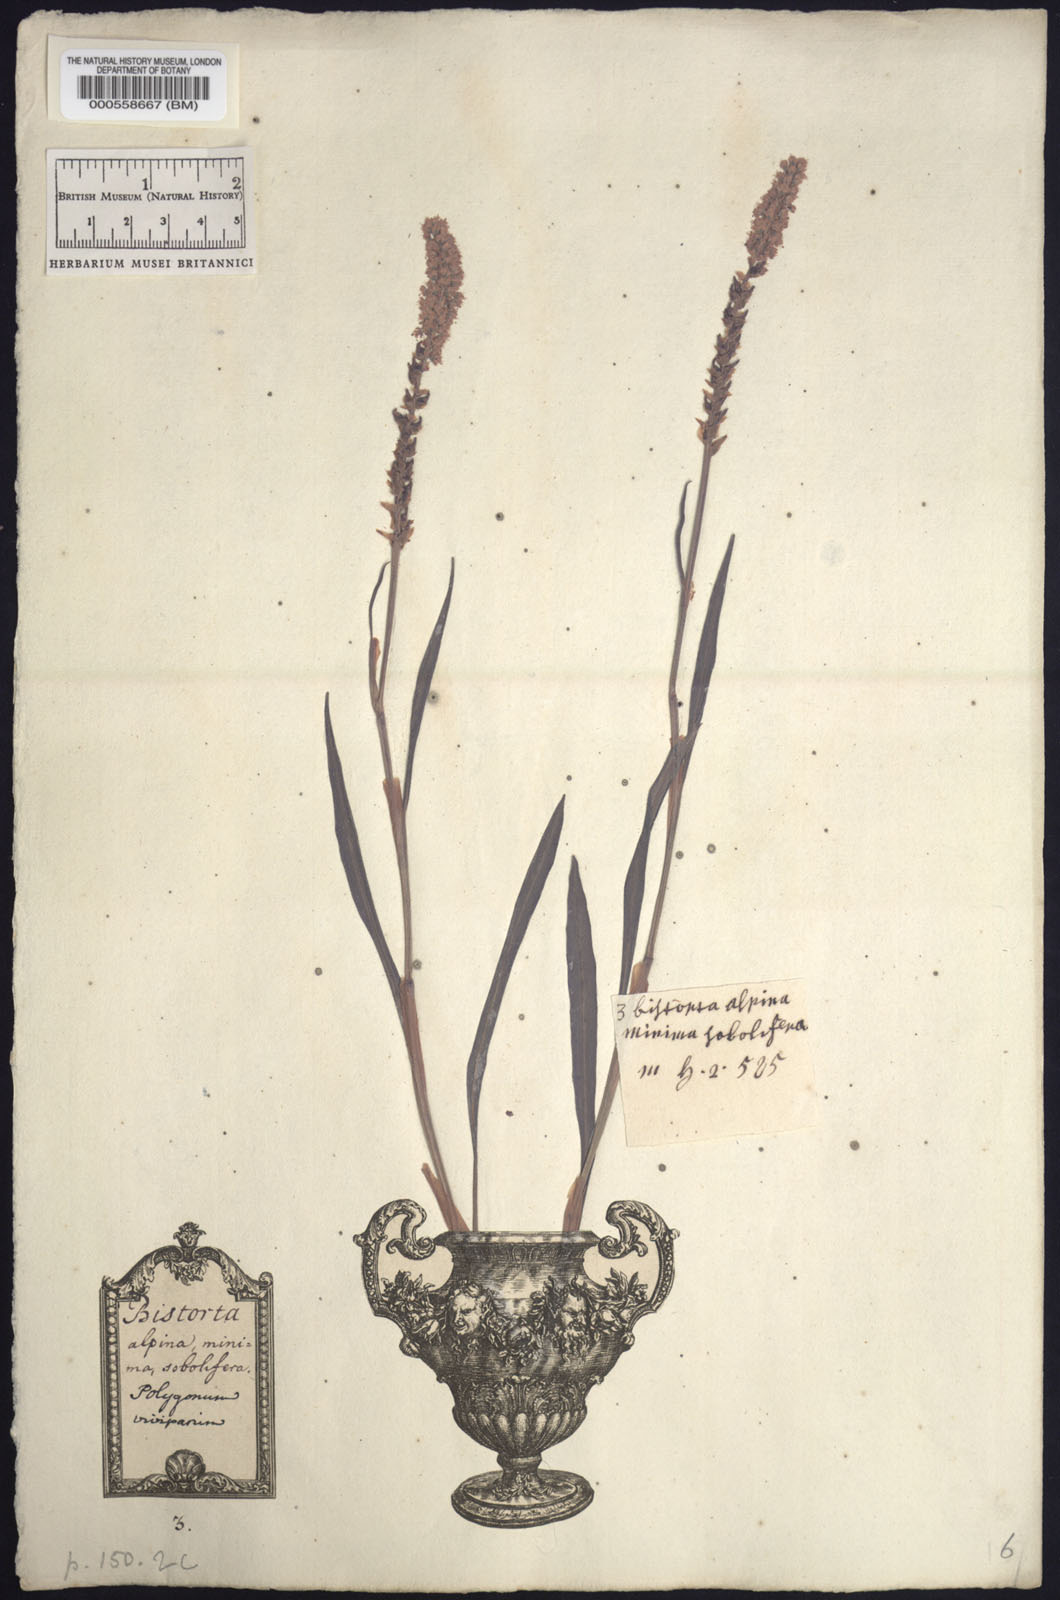 THE NATURAL HISTORY MUSEUM, LONDON
DEPARTMENT OF BOTANY
000558667 (BM)
1 2
BRITISH MUSEUM (NATURAL HISTORY)
1 2 3 4 5
HERBARIUM MUSEI BRITANNICI
3 bistorta alpina
minima sobolifera
m h. 2. 525
Bistorta
alpina, mini=
ma, sobolifera.
Polygonum
viviparum
3.
p. 150. 2C
6